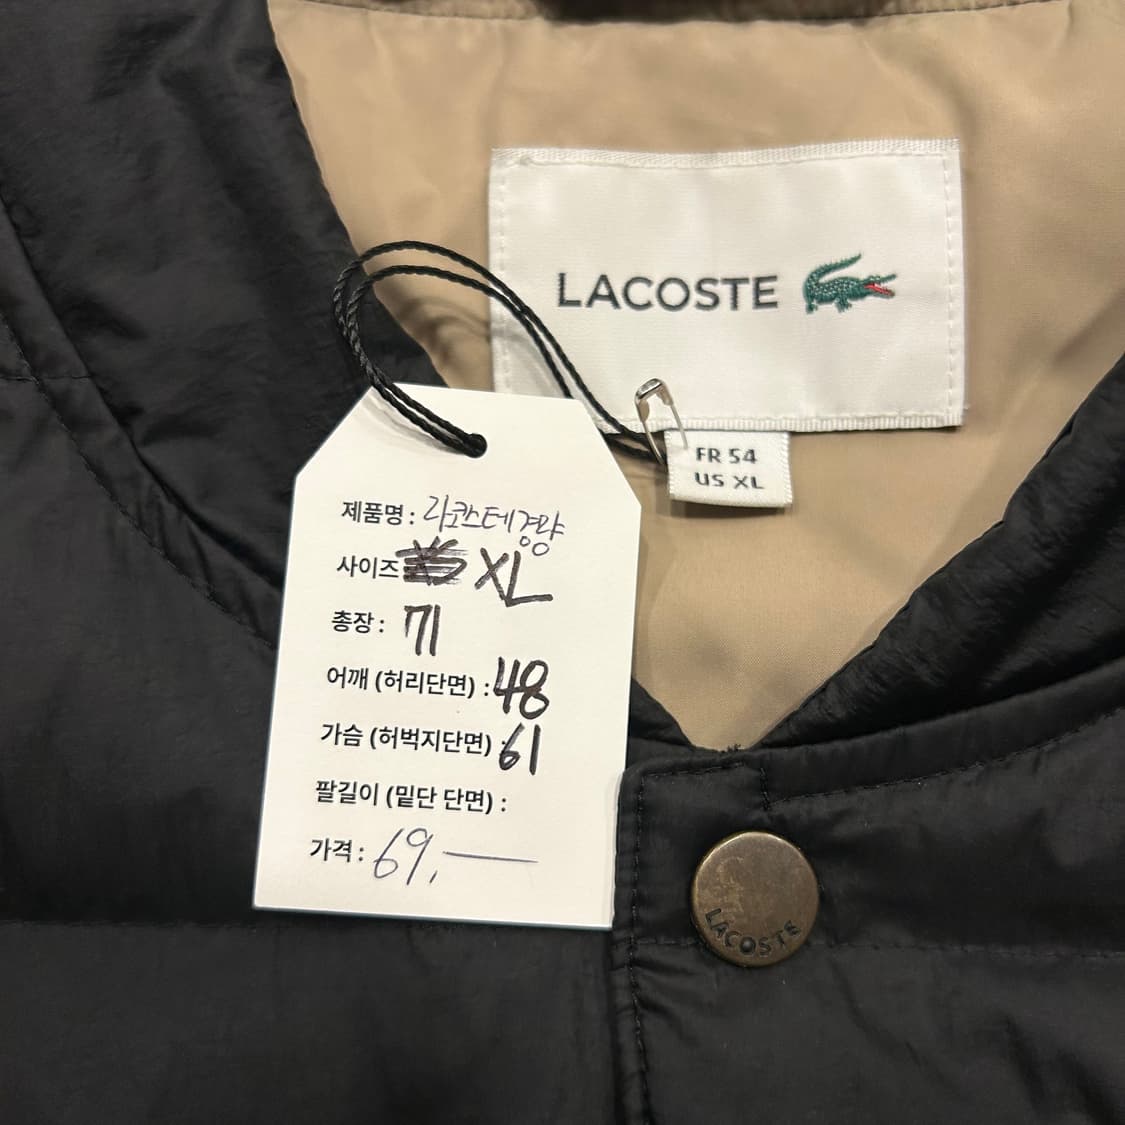 LACOSTE
FR 54
US XL
제품명 : 라코스테경량
사이즈 XL
총장 : 71
어깨 (허리단면) : 48
가슴 (허벅지단면) : 61
팔길이 (밑단 단면) :
가격 : 69,—
LACOSTE